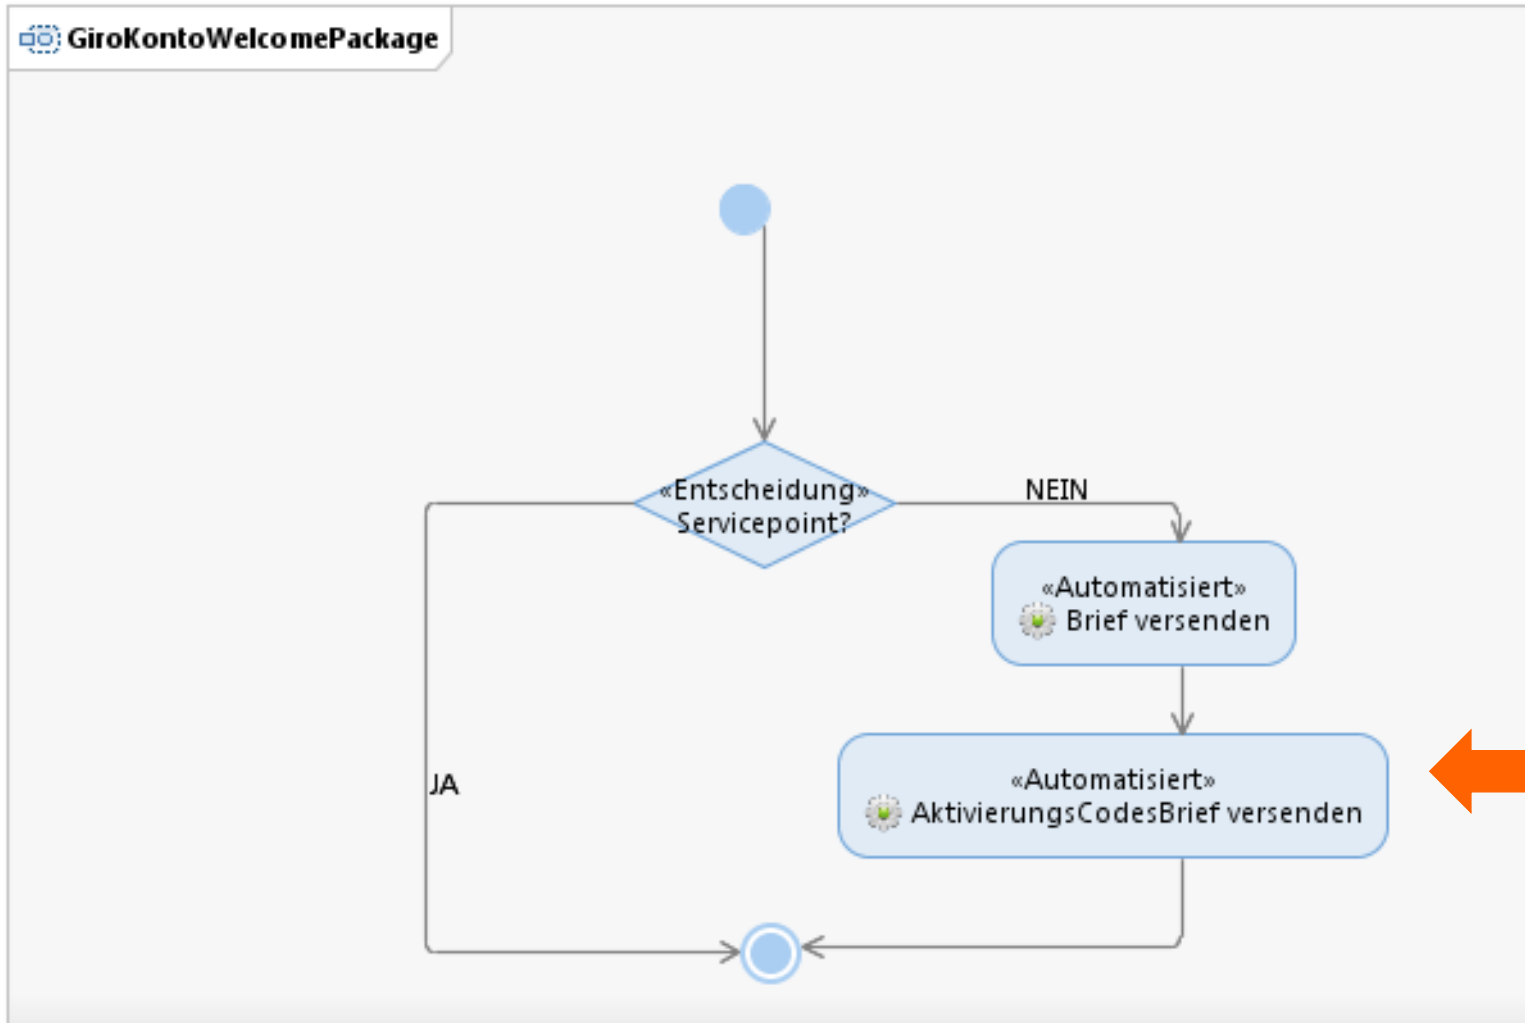 GiroKontoWelcomePackage
«Entscheidung»
Servicepoint?
NEIN
«Automatisiert»
Brief versenden
JA
«Automatisiert»
AktivierungsCodesBrief versenden